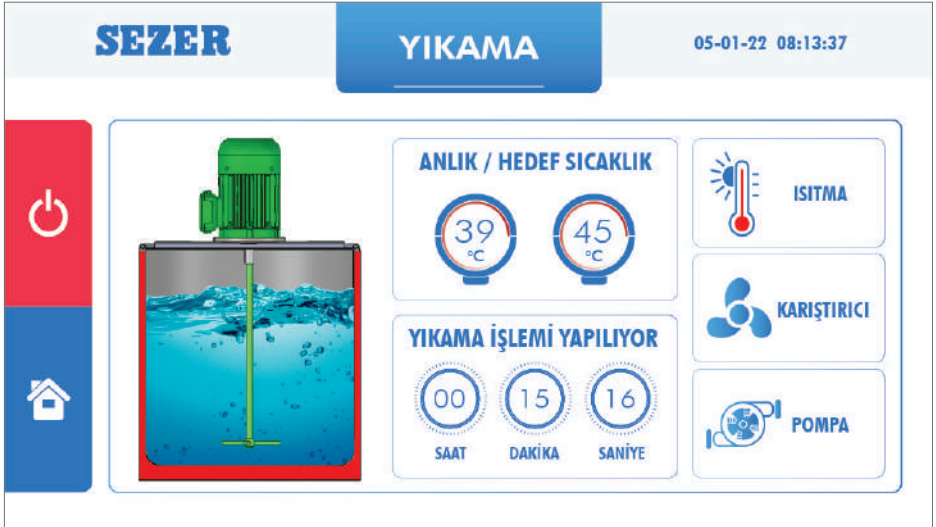 SEZER
YIKAMA
05-01-22 08:13:37
ANLIK / HEDEF SICAKLIK
39 °C
45 °C
ISITMA
KARIŞTIRICI
YIKAMA İŞLEMİ YAPILIYOR
00
15
16
SAAT
DAKİKA
SANİYE
POMPA